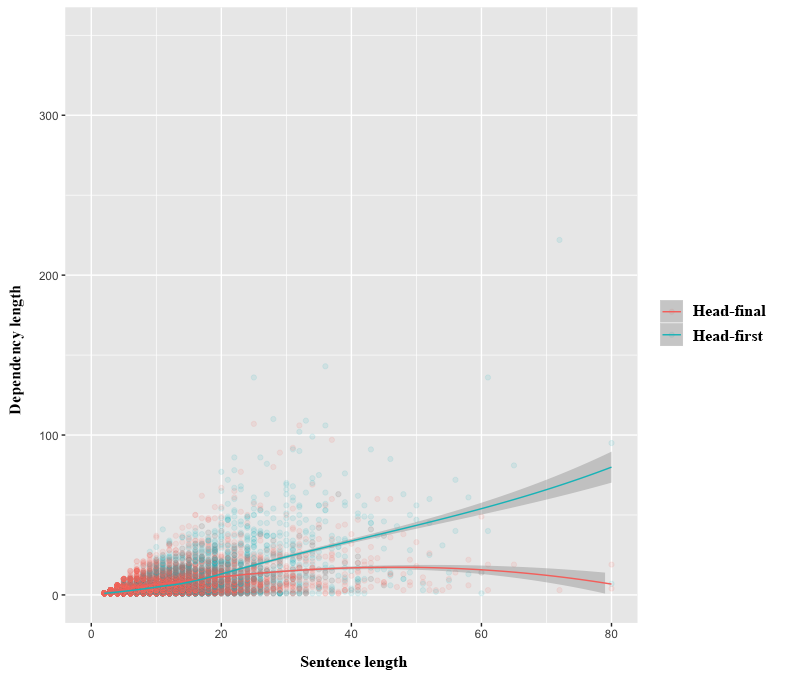 300
200
100
0
0 20 40 60 80
Dependency length
Sentence length
Head-final
Head-first